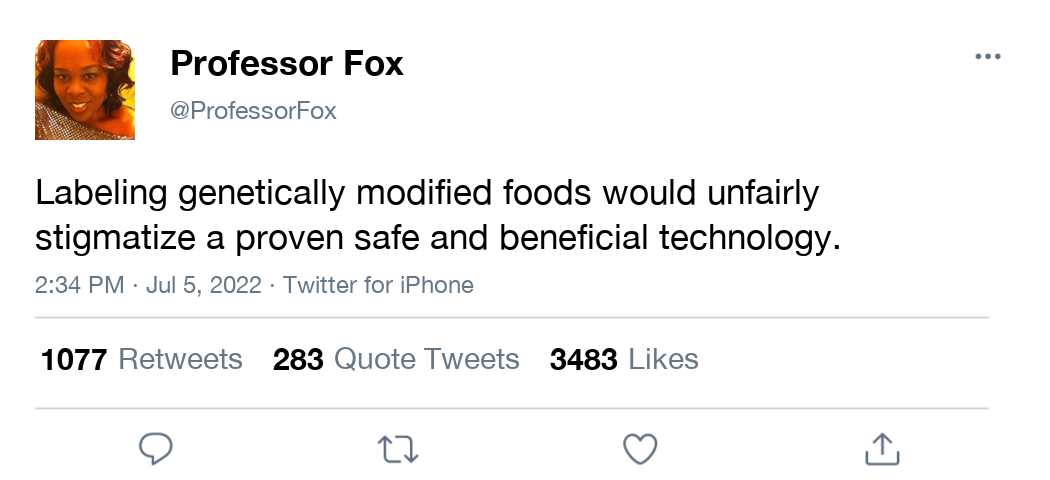 Professor Fox
@ProfessorFox
Labeling genetically modified foods would unfairly
stigmatize a proven safe and beneficial technology.
2:34 PM · Jul 5, 2022 · Twitter for iPhone
1077 Retweets 283 Quote Tweets 3483 Likes